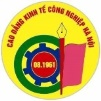 CAO ĐẲNG KINH TẾ CÔNG NGHIỆP HÀ NỘI
08.1961